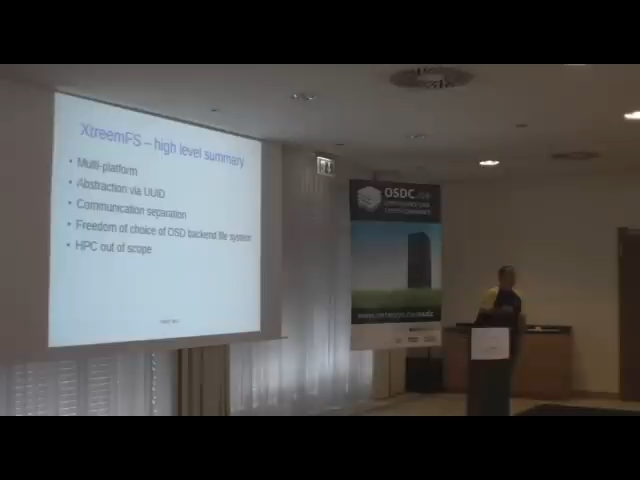 XtreemFS – high level summary
• Multi-platform
• Abstraction via UUID
• Communication separation
• Freedom of choice of OSD backend file system
• HPC out of scope
OSDC.de